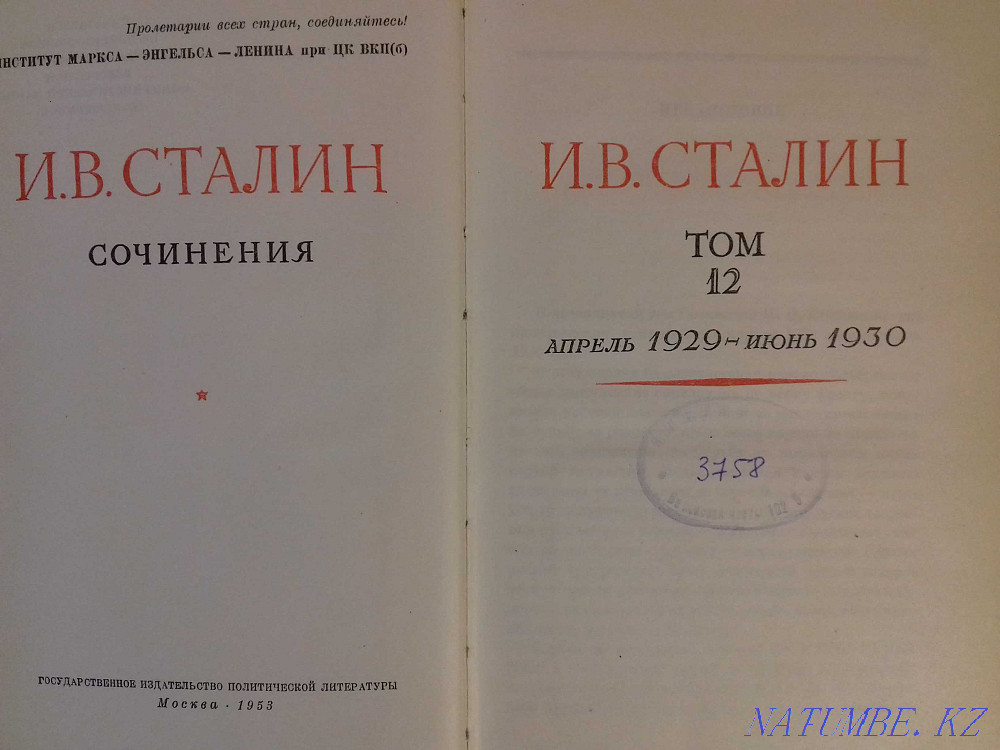 Пролетарии всех стран, соединяйтесь!
ИНСТИТУТ МАРКСА — ЭНГЕЛЬСА — ЛЕНИНА при ЦК ВКП(б)
И.В. СТАЛИН
СОЧИНЕНИЯ
ГОСУДАРСТВЕННОЕ ИЗДАТЕЛЬСТВО ПОЛИТИЧЕСКОЙ ЛИТЕРАТУРЫ
Москва · 1953
И.В. СТАЛИН
ТОМ
12
АПРЕЛЬ 1929 – ИЮНЬ 1930
3758
NATUMBE.KZ